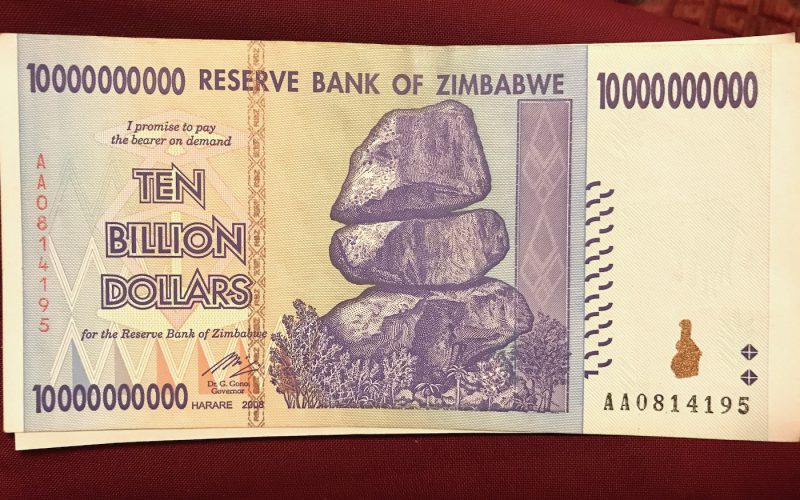 10000000000 RESERVE BANK OF ZIMBABWE 10000000000
I promise to pay
the bearer on demand
TEN
BILLION
DOLLARS
for the Reserve Bank of Zimbabwe
Dr. G. Gono
Governor
10000000000 HARARE 2008
AA0814195
AA0814195